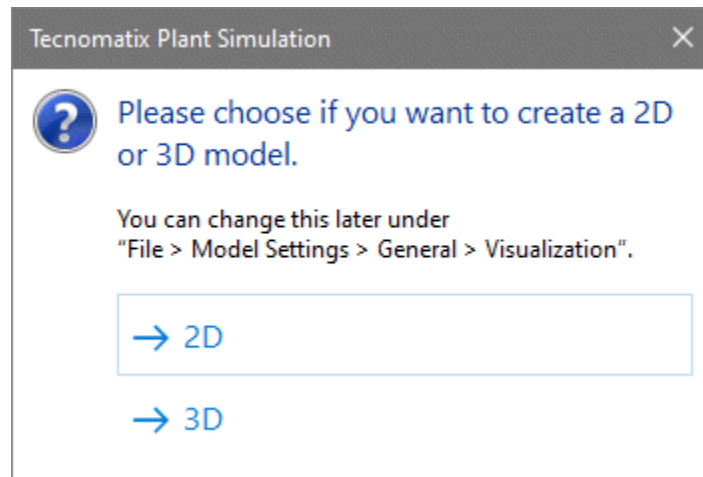 Tecnomatix Plant Simulation
Please choose if you want to create a 2D
or 3D model.
You can change this later under
“File > Model Settings > General > Visualization“.
→ 2D
→ 3D